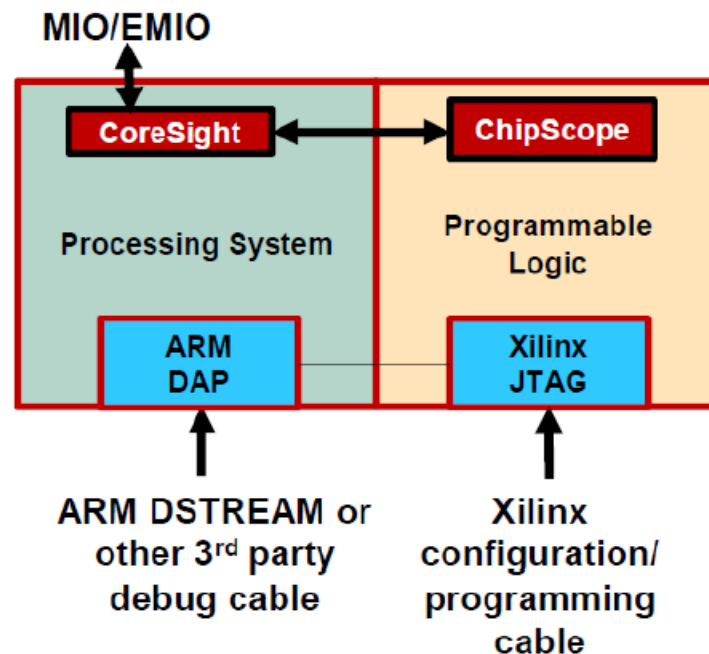 MIO/EMIO
CoreSight
ChipScope
Processing System
Programmable
Logic
ARM
DAP
Xilinx
JTAG
ARM DSTREAM or
other 3rd party
debug cable
Xilinx
configuration/
programming
cable